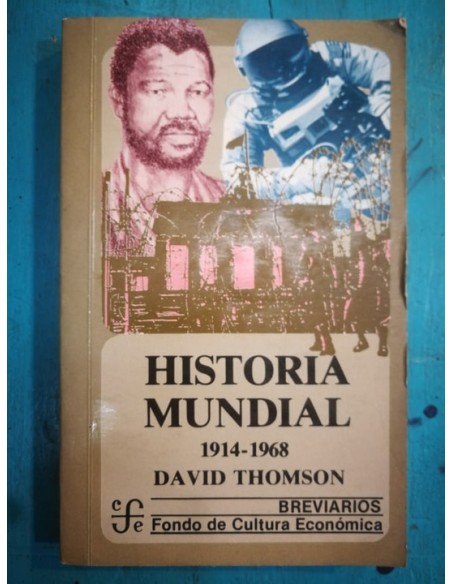 HISTORIA
MUNDIAL
1914-1968
DAVID THOMSON
cfe
BREVIARIOS
Fondo de Cultura Económica